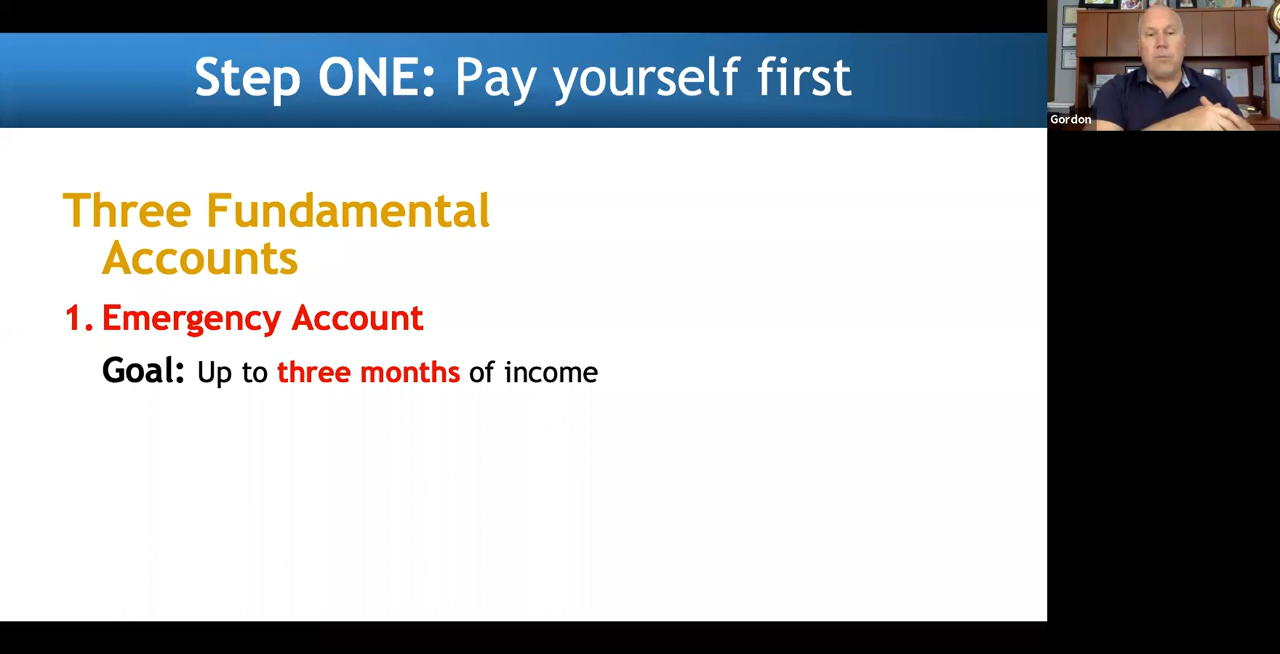 Step ONE: Pay yourself first
Gordon
Three Fundamental
Accounts
1. Emergency Account
Goal: Up to three months of income